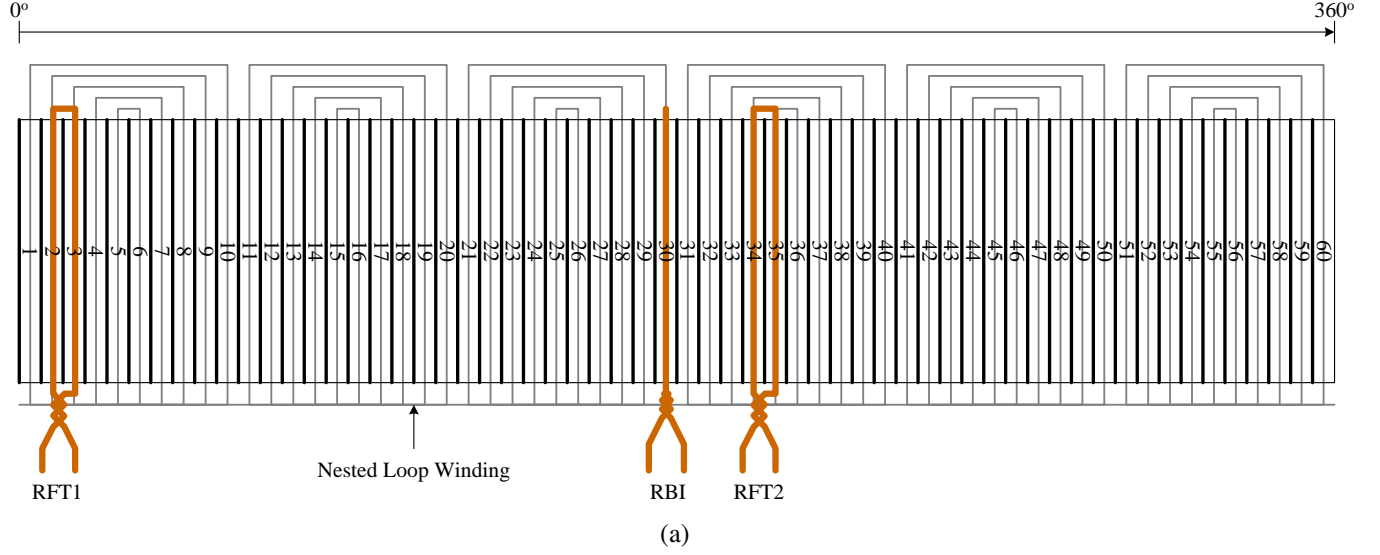 0° 360°
1 2 3 4 5 6 7 8 9 10 11 12 13 14 15 16 17 18 19 20 21 22 23 24 25 26 27 28 29 30 31 32 33 34 35 36 37 38 39 40 41 42 43 44 45 46 47 48 49 50 51 52 53 54 55 56 57 58 59 60
Nested Loop Winding
RFT1 RBI RFT2
(a)